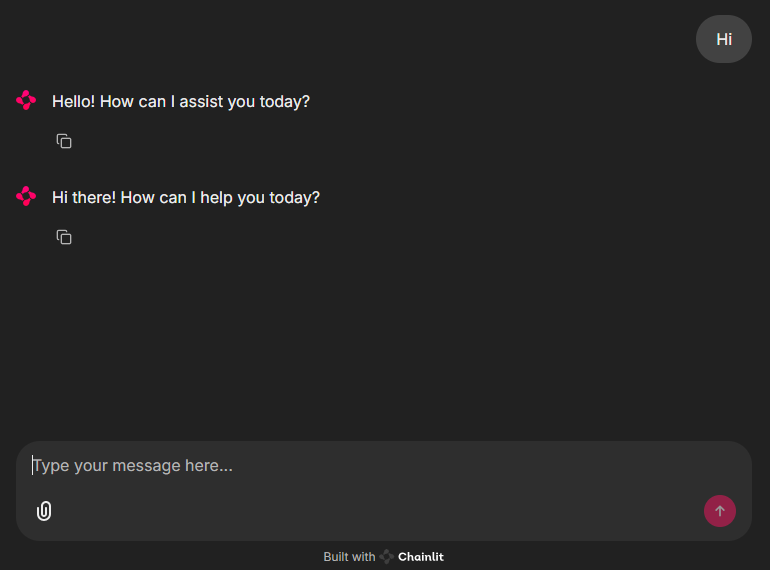 Hi
Hello! How can I assist you today?
Hi there! How can I help you today?
Type your message here...
Built with Chainlit